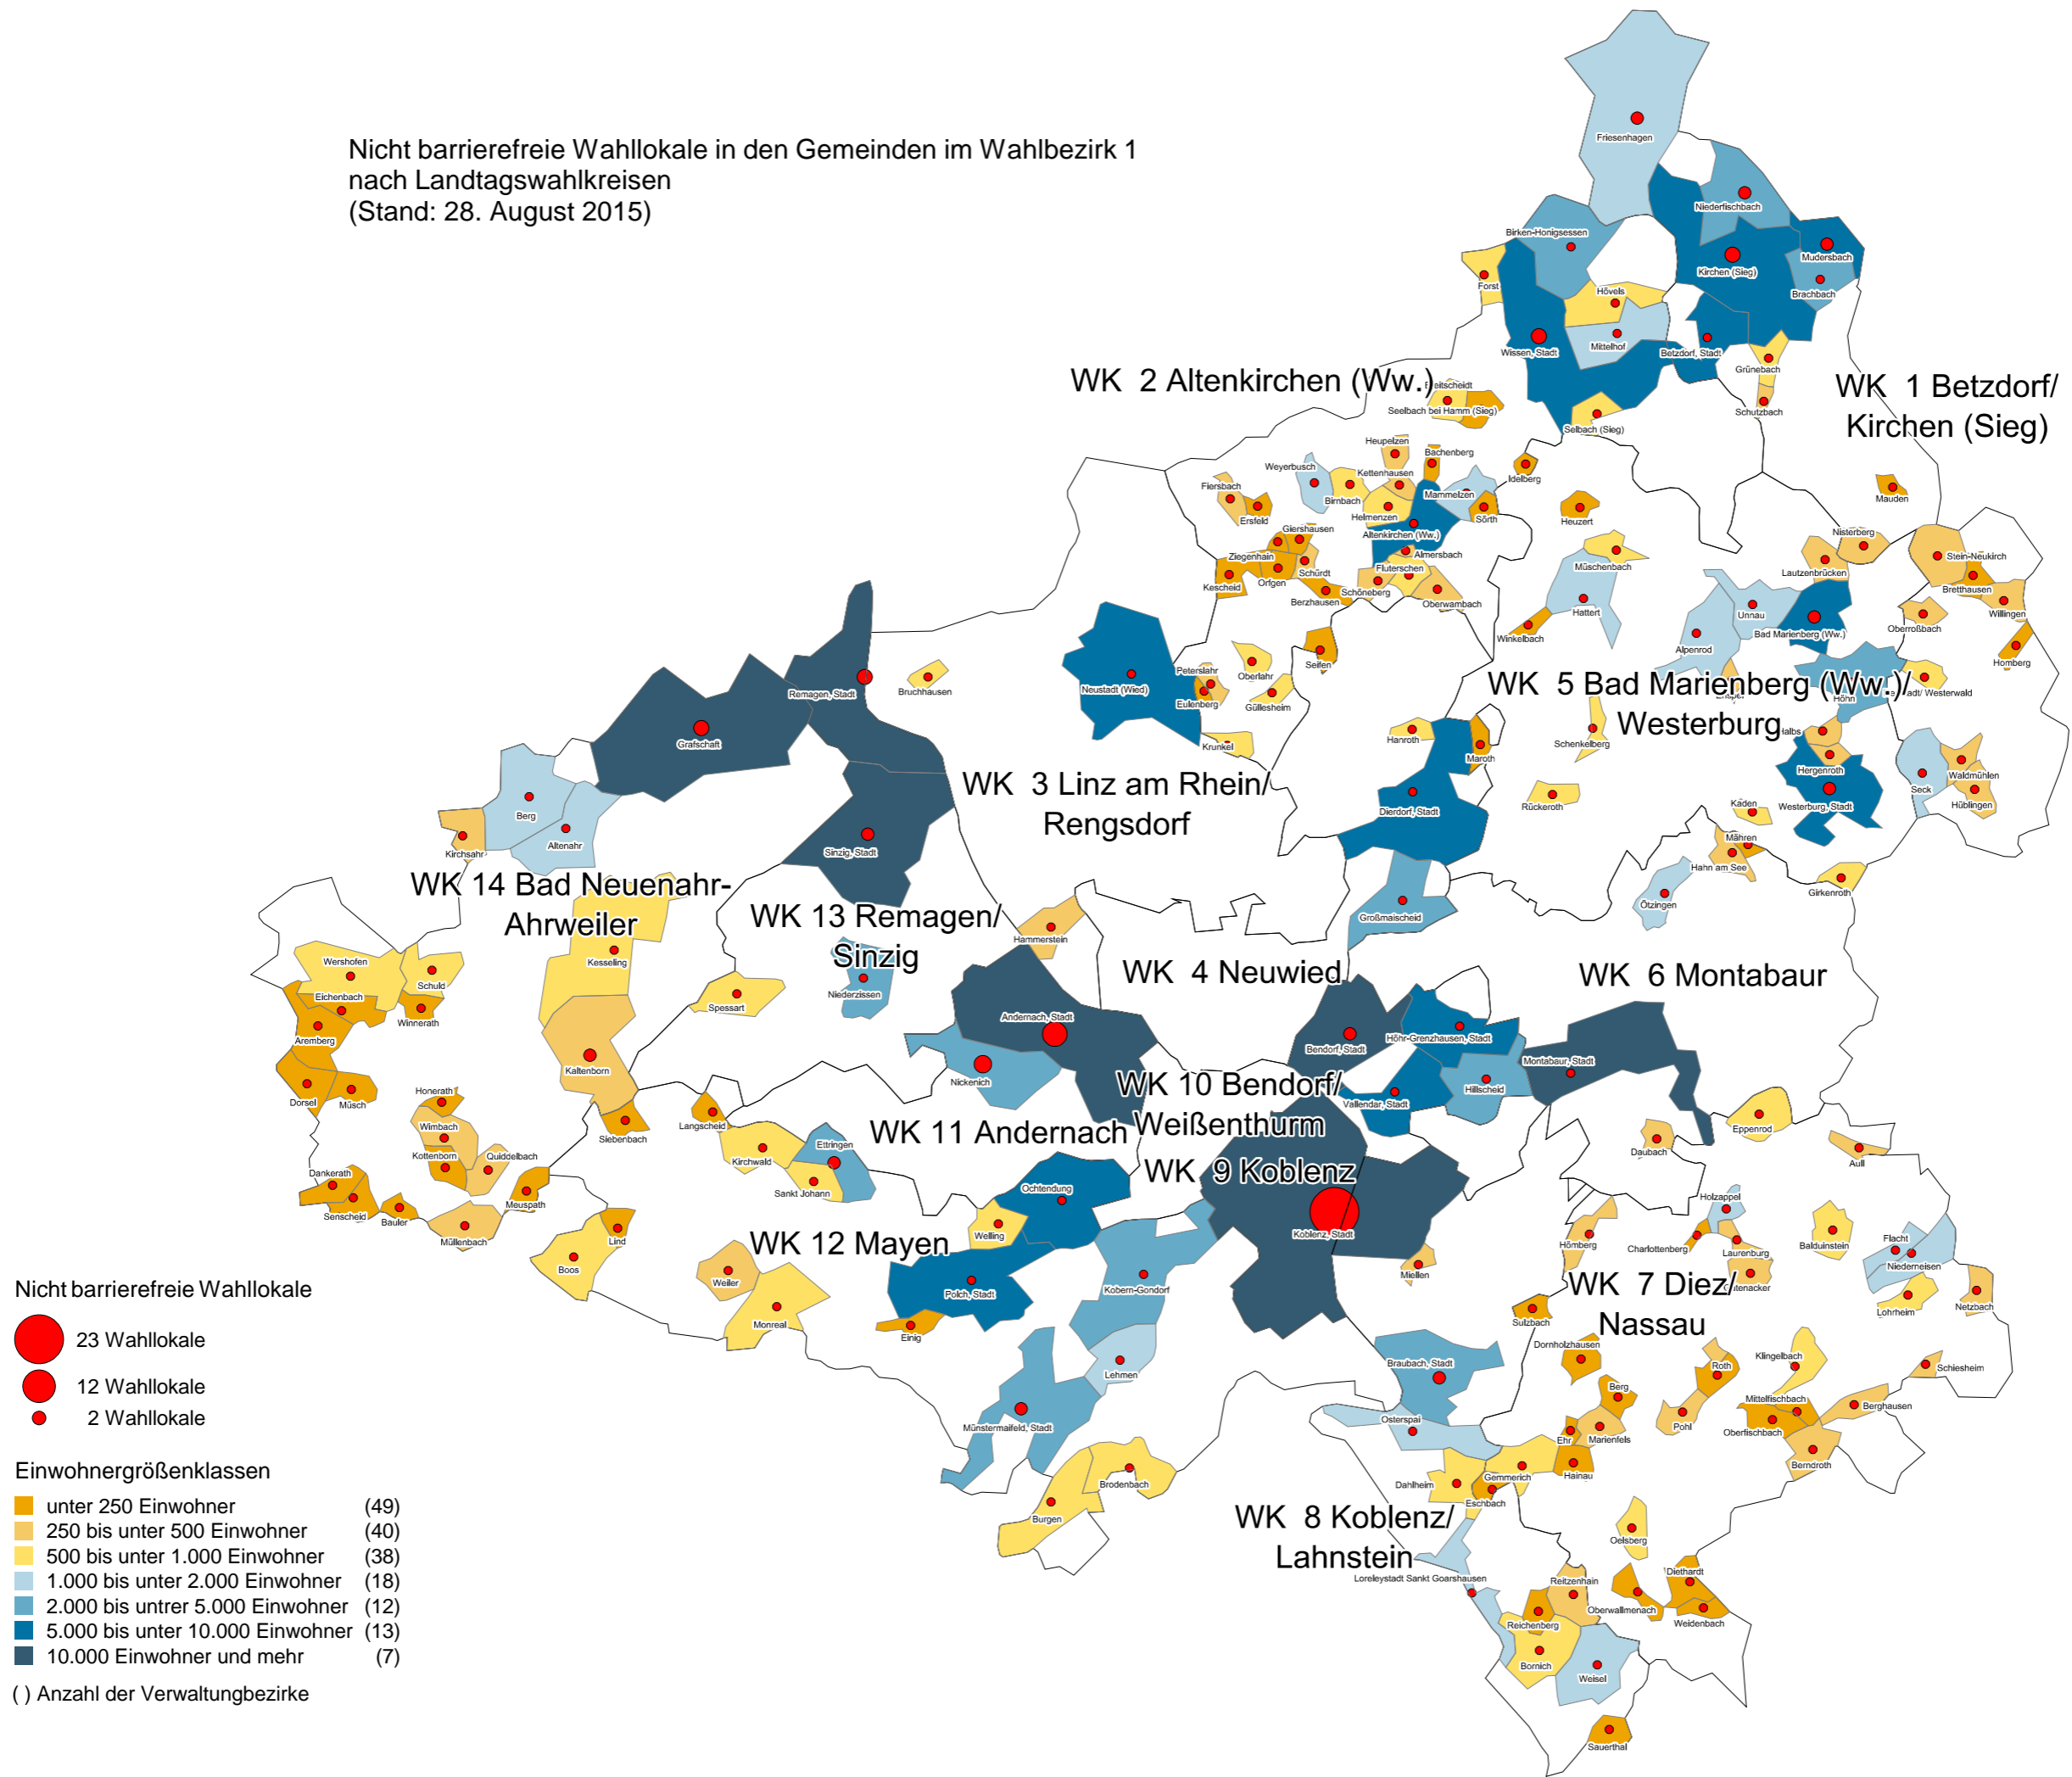 Nicht barrierefreie Wahllokale in den Gemeinden im Wahlbezirk 1
nach Landtagswahlkreisen
(Stand: 28. August 2015)
Friesenhagen
Niederfischbach
Birken-Honigsessen
Mudersbach
Kirchen (Sieg)
Forst
Hövels
Brachbach
Wissen, Stadt
Mittelhof
Betzdorf, Stadt
Grünebach
WK 2 Altenkirchen (Ww.)
WK 1 Betzdorf/
Kirchen (Sieg)
Seelbach bei Hamm (Sieg)
Schutzbach
Selbach (Sieg)
Heupelzen
Bachenberg
Weyerbusch
Kettenhausen
Idelberg
Fiersbach
Birnbach
Mammelzen
Mauden
Ersfeld
Helmenzen
Sörth
Heuzert
Giershausen
Altenkirchen (Ww.)
Nisterberg
Ziegenhain
Almersbach
Stein-Neukirch
Fluterschen
Müschenbach
Lautzenbrücken
Kescheid
Orfgen
Schürdt
Bretthausen
Berzhausen
Schöneberg
Oberwambach
Hattert
Unnau
Willingen
Winkelbach
Bad Marienberg (Ww.)
Oberroßbach
Alpenrod
Seifen
Homberg
Peterslahr
Oberlahr
Remagen, Stadt
Bruchhausen
Neustadt (Wied)
Eulenberg
Güllesheim
WK 5 Bad Marienberg (Ww.)/
Westerburg
Höhn
Krunkel
Hanroth
Maroth
Schenkelberg
Grafschaft
Hergenroth
Waldmühlen
WK 3 Linz am Rhein/
Rengsdorf
Seck
Hüblingen
Rückeroth
Kaden
Westerburg, Stadt
Dierdorf, Stadt
Berg
Altenahr
Kirchsahr
Sinzig, Stadt
Mähren
Hahn am See
Girkenroth
WK 14 Bad Neuenahr-
Ahrweiler
Ötzingen
Großmaischeid
WK 13 Remagen/
Sinzig
Hammerstein
Wershofen
Schuld
Kesseling
WK 4 Neuwied
WK 6 Montabaur
Eichenbach
Winnerath
Spessart
Niederzissen
Aremberg
Andernach, Stadt
Bendorf, Stadt
Höhr-Grenzhausen, Stadt
Montabaur, Stadt
Kaltenborn
Nickenich
Hillscheid
Dorsel
Müsch
Honerath
WK 10 Bendorf/
Weißenthurm
Vallendar, Stadt
Wimbach
Siebenbach
Langscheid
WK 11 Andernach
Eppenrod
Kottenborn
Quiddelbach
Kirchwald
Ettringen
Daubach
Aull
Dankerath
WK 9 Koblenz
Senscheid
Bauler
Meuspath
Sankt Johann
Ochtendung
Holzappel
Müllenbach
Lind
Welling
Koblenz, Stadt
Hömberg
Charlottenberg
Laurenburg
Balduinstein
Flacht
Boos
WK 12 Mayen
Niederneisen
Weiler
Polch, Stadt
Kobern-Gondorf
Miellen
WK 7 Diez/
Nassau
Lohrheim
Netzbach
Monreal
Einig
Sulzbach
Dornholzhausen
Lehmen
Braubach, Stadt
Roth
Klingelbach
Schiesheim
Berg
Münstermaifeld, Stadt
Osterspai
Mittelfischbach
Berghausen
Ehr
Marienfels
Pohl
Oberfischbach
Brodenbach
Dahlheim
Gemmerich
Hainau
Berndroth
Burgen
Eschbach
WK 8 Koblenz/
Lahnstein
Oelsberg
Loreleystadt Sankt Goarshausen
Reitzenhain
Diethardt
Oberwallmenach
Reichenberg
Weidenbach
Bornich
Weisel
Sauerthal
Nicht barrierefreie Wahllokale
23 Wahllokale
12 Wahllokale
2 Wahllokale
Einwohnergrößenklassen
unter 250 Einwohner (49)
250 bis unter 500 Einwohner (40)
500 bis unter 1.000 Einwohner (38)
1.000 bis unter 2.000 Einwohner (18)
2.000 bis untrer 5.000 Einwohner (12)
5.000 bis unter 10.000 Einwohner (13)
10.000 Einwohner und mehr (7)
( ) Anzahl der Verwaltungbezirke